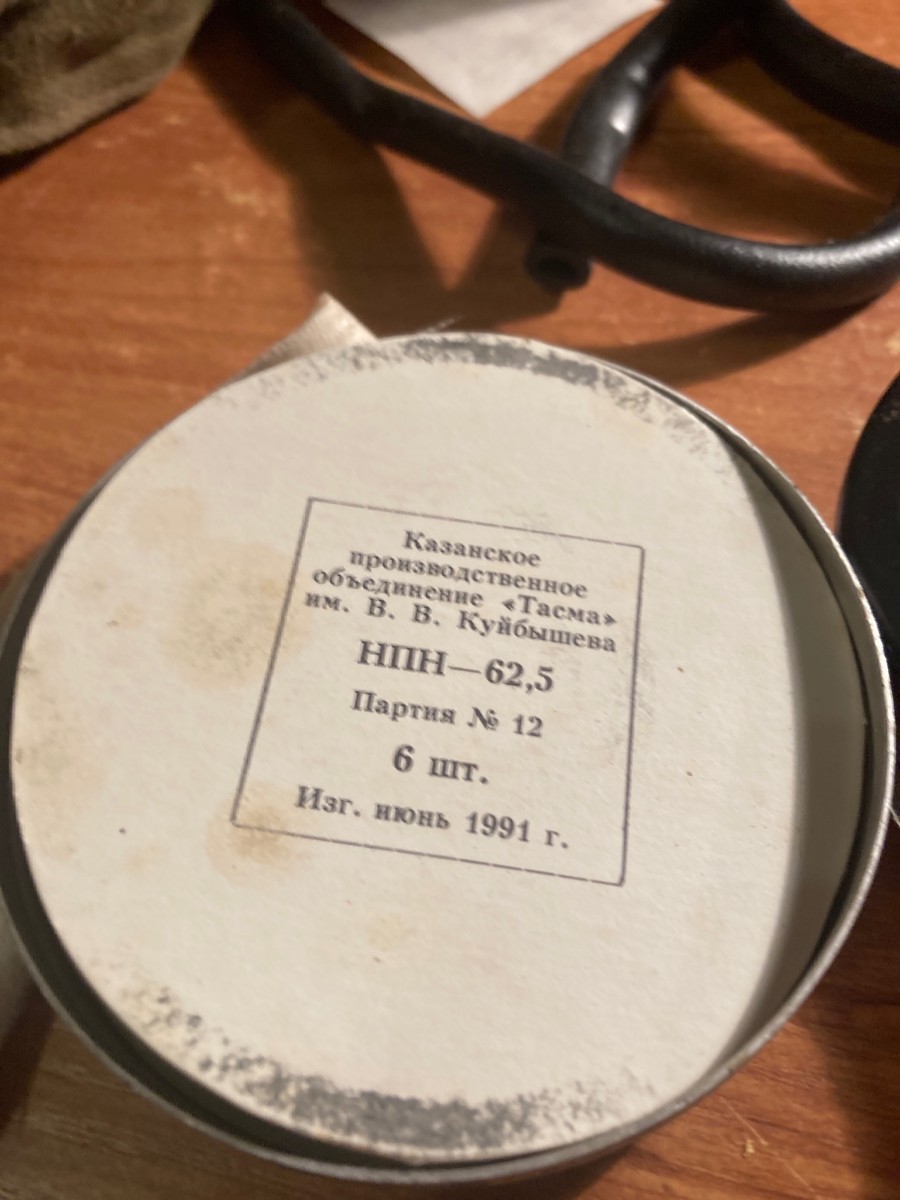 Казанское
производственное
объединение «Тасма»
им. В. В. Куйбышева
НПН—62,5
Партия № 12
6 шт.
Изг. июнь 1991 г.